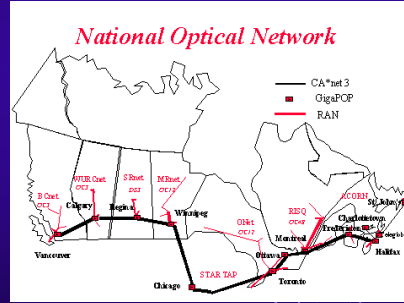 National Optical Network
CA*net 3
GigaPOP
RAN
BCnet
OC3
Vancouver
WURCnet
OC3
Calgary
SRnet
DS3
Regina
MRnet
OC12
Winnipeg
Chicago
STAR TAP
ONet
OC12
Ottawa
Toronto
Montreal
RISQ
OC48
Fredericton
ACORN
Charlottetown
St. John's
Halifax